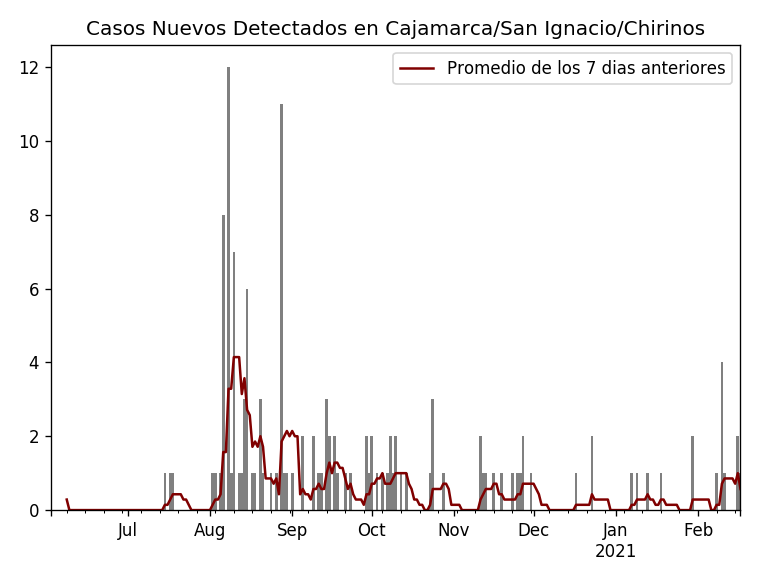 Casos Nuevos Detectados en Cajamarca/San Ignacio/Chirinos
Promedio de los 7 dias anteriores
12
10
8
6
4
2
0
Jul Aug Sep Oct Nov Dec Jan Feb
2021